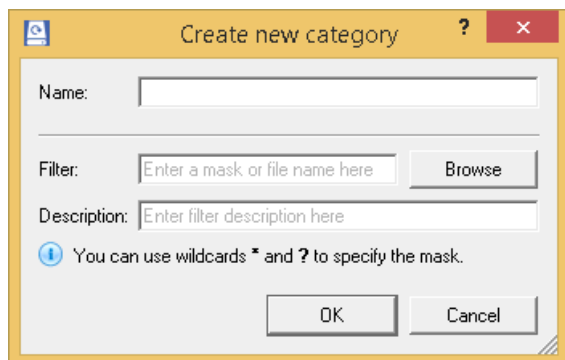 Create new category ? ×
Name:
Filter: Enter a mask or file name here Browse
Description: Enter filter description here
You can use wildcards * and ? to specify the mask.
OK Cancel